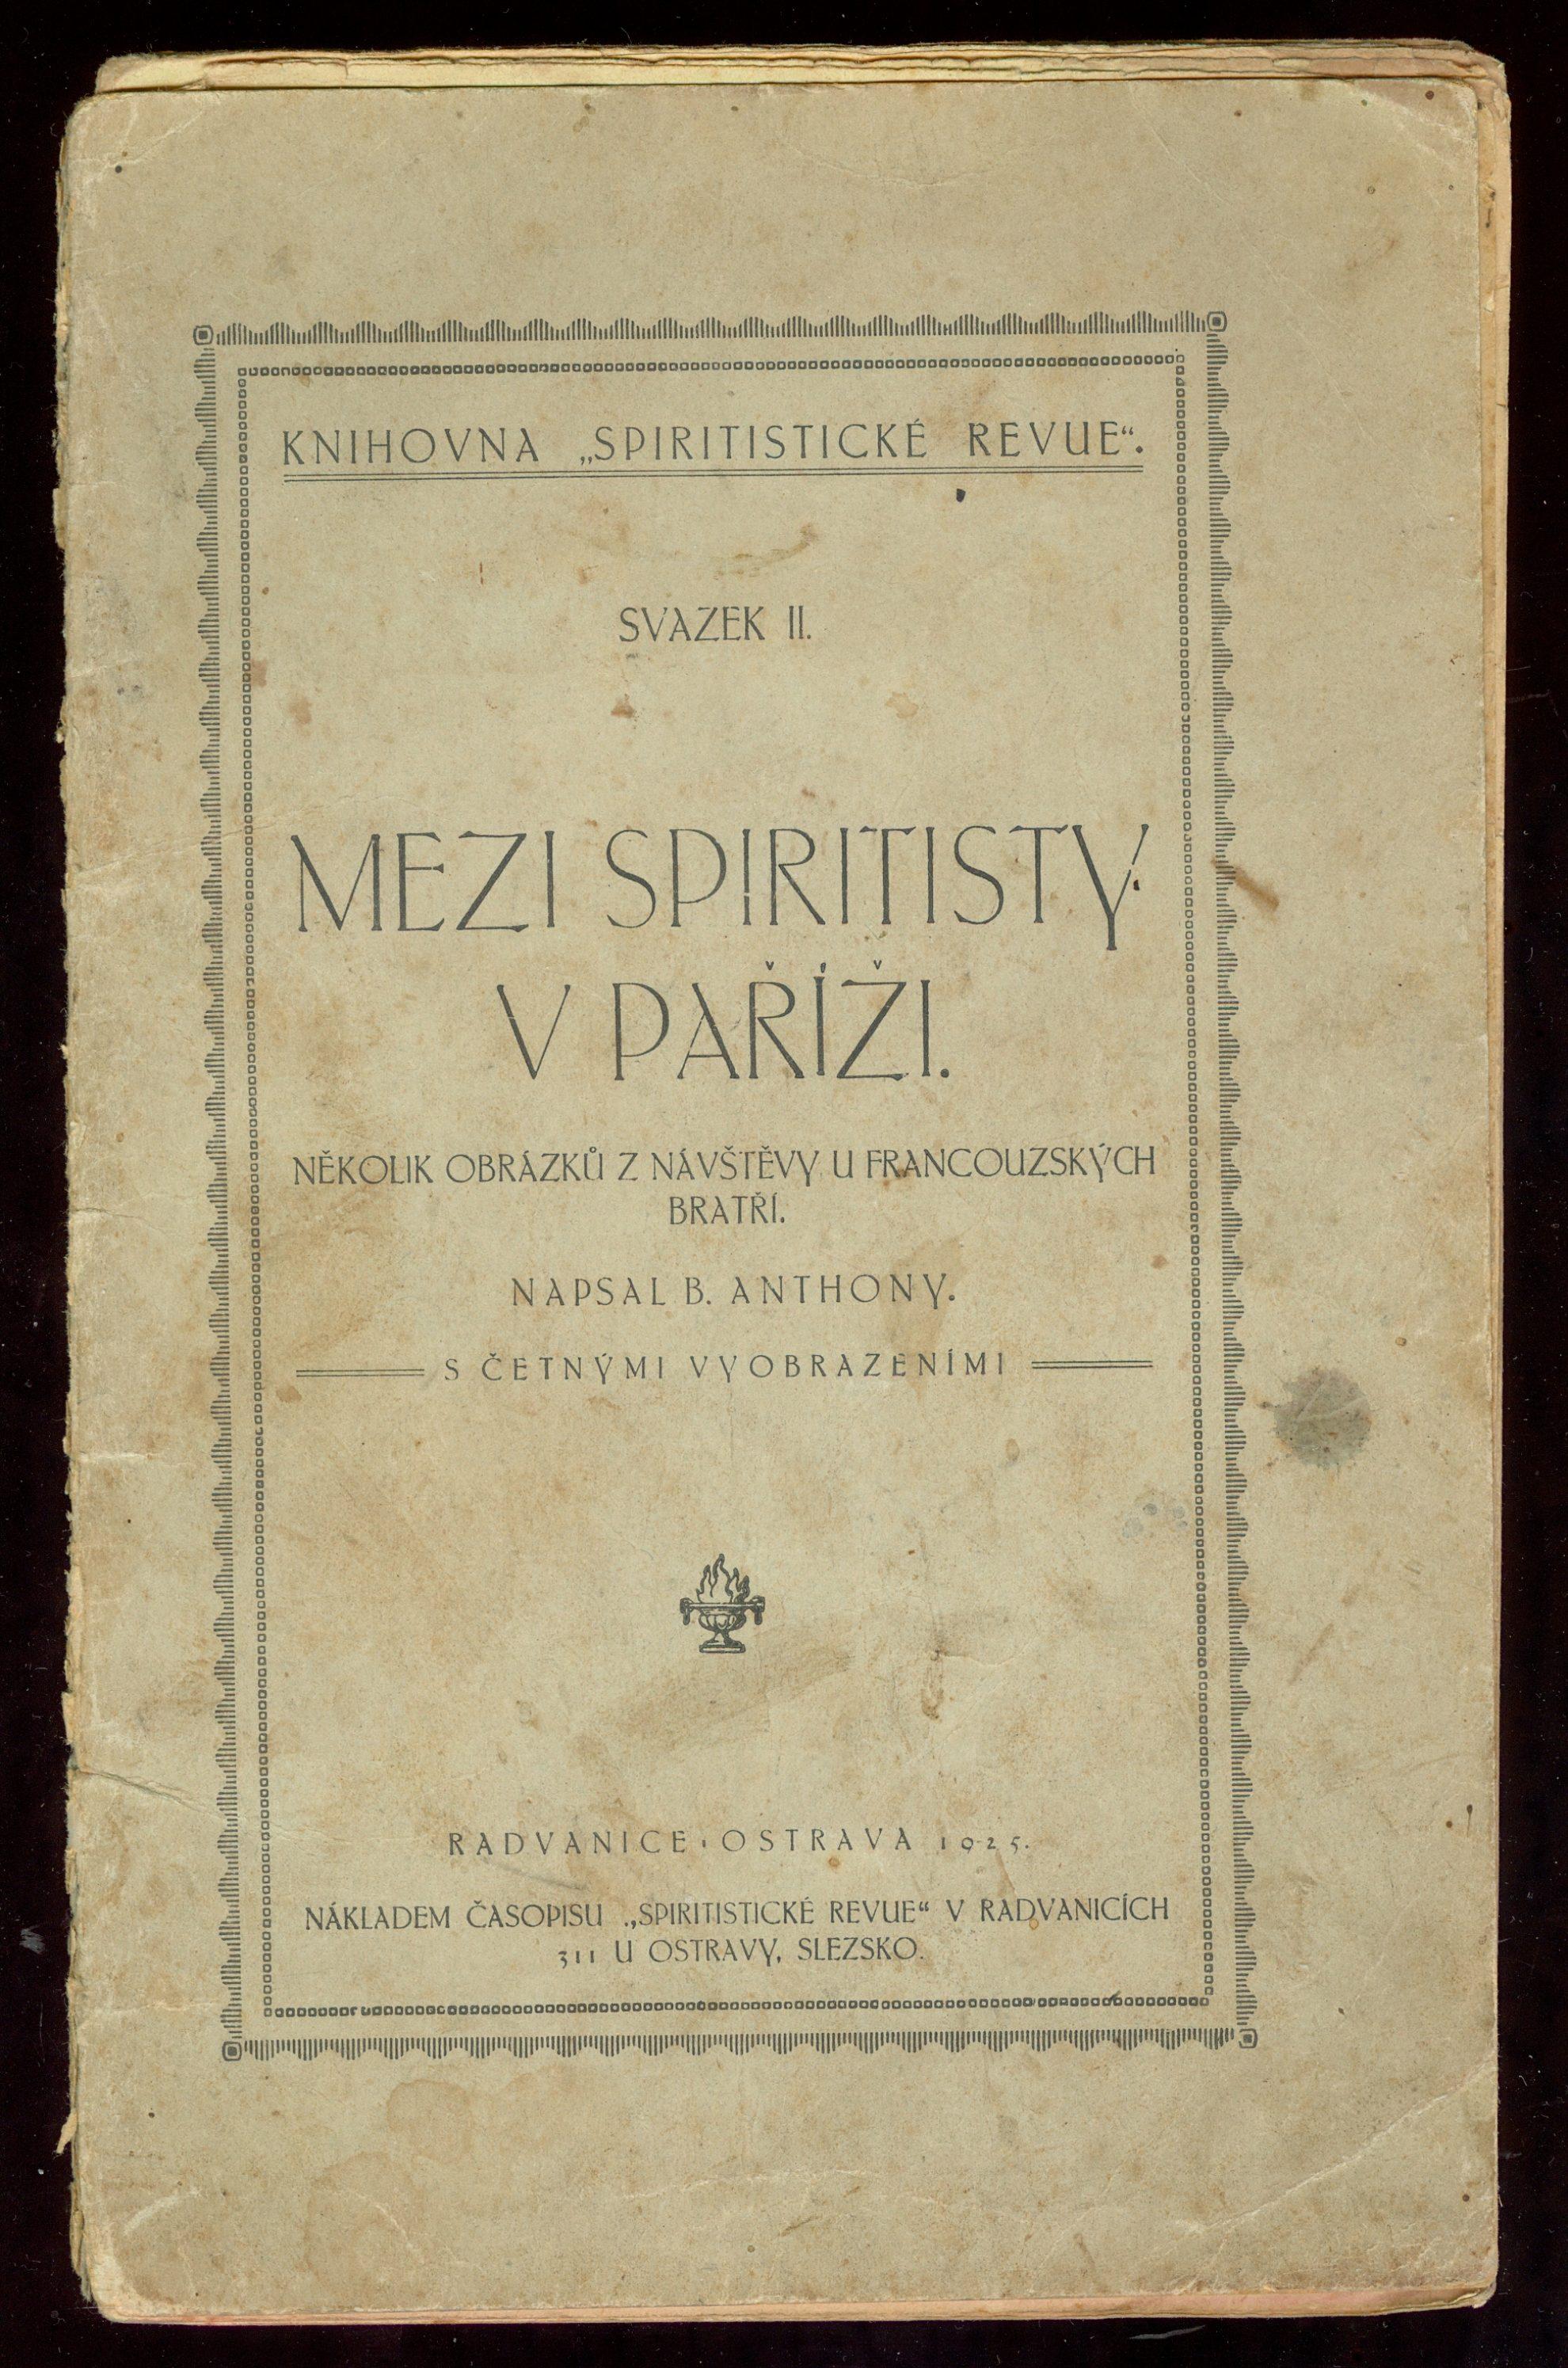 KNIHOVNA „SPIRITISTICKÉ REVUE“.
SVAZEK II.
MEZI SPIRITISTY
V PAŘÍŽI.
NĚKOLIK OBRÁZKŮ Z NÁVŠTĚVY U FRANCOUZSKÝCH
BRATŘÍ.
NAPSAL B. ANTHONY.
S ČETNÝMI VYOBRAZENÍMI
RADVANICE · OSTRAVA 1925.
NÁKLADEM ČASOPISU „SPIRITISTICKÉ REVUE“ V RADVANICÍCH
311 U OSTRAVY, SLEZSKO.